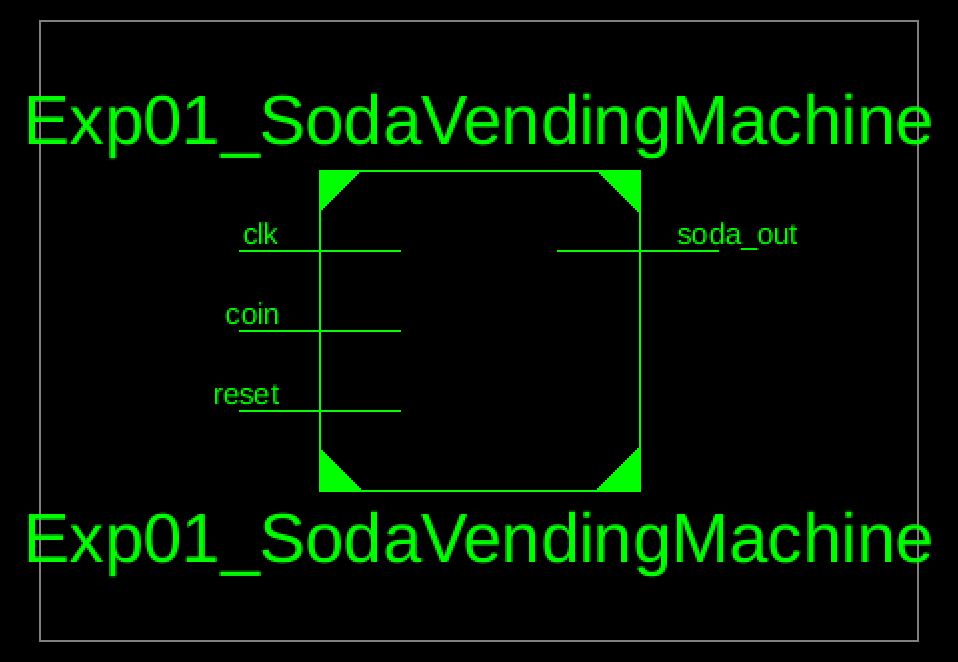 Exp01_SodaVendingMachine
clk
soda_out
coin
reset
Exp01_SodaVendingMachine